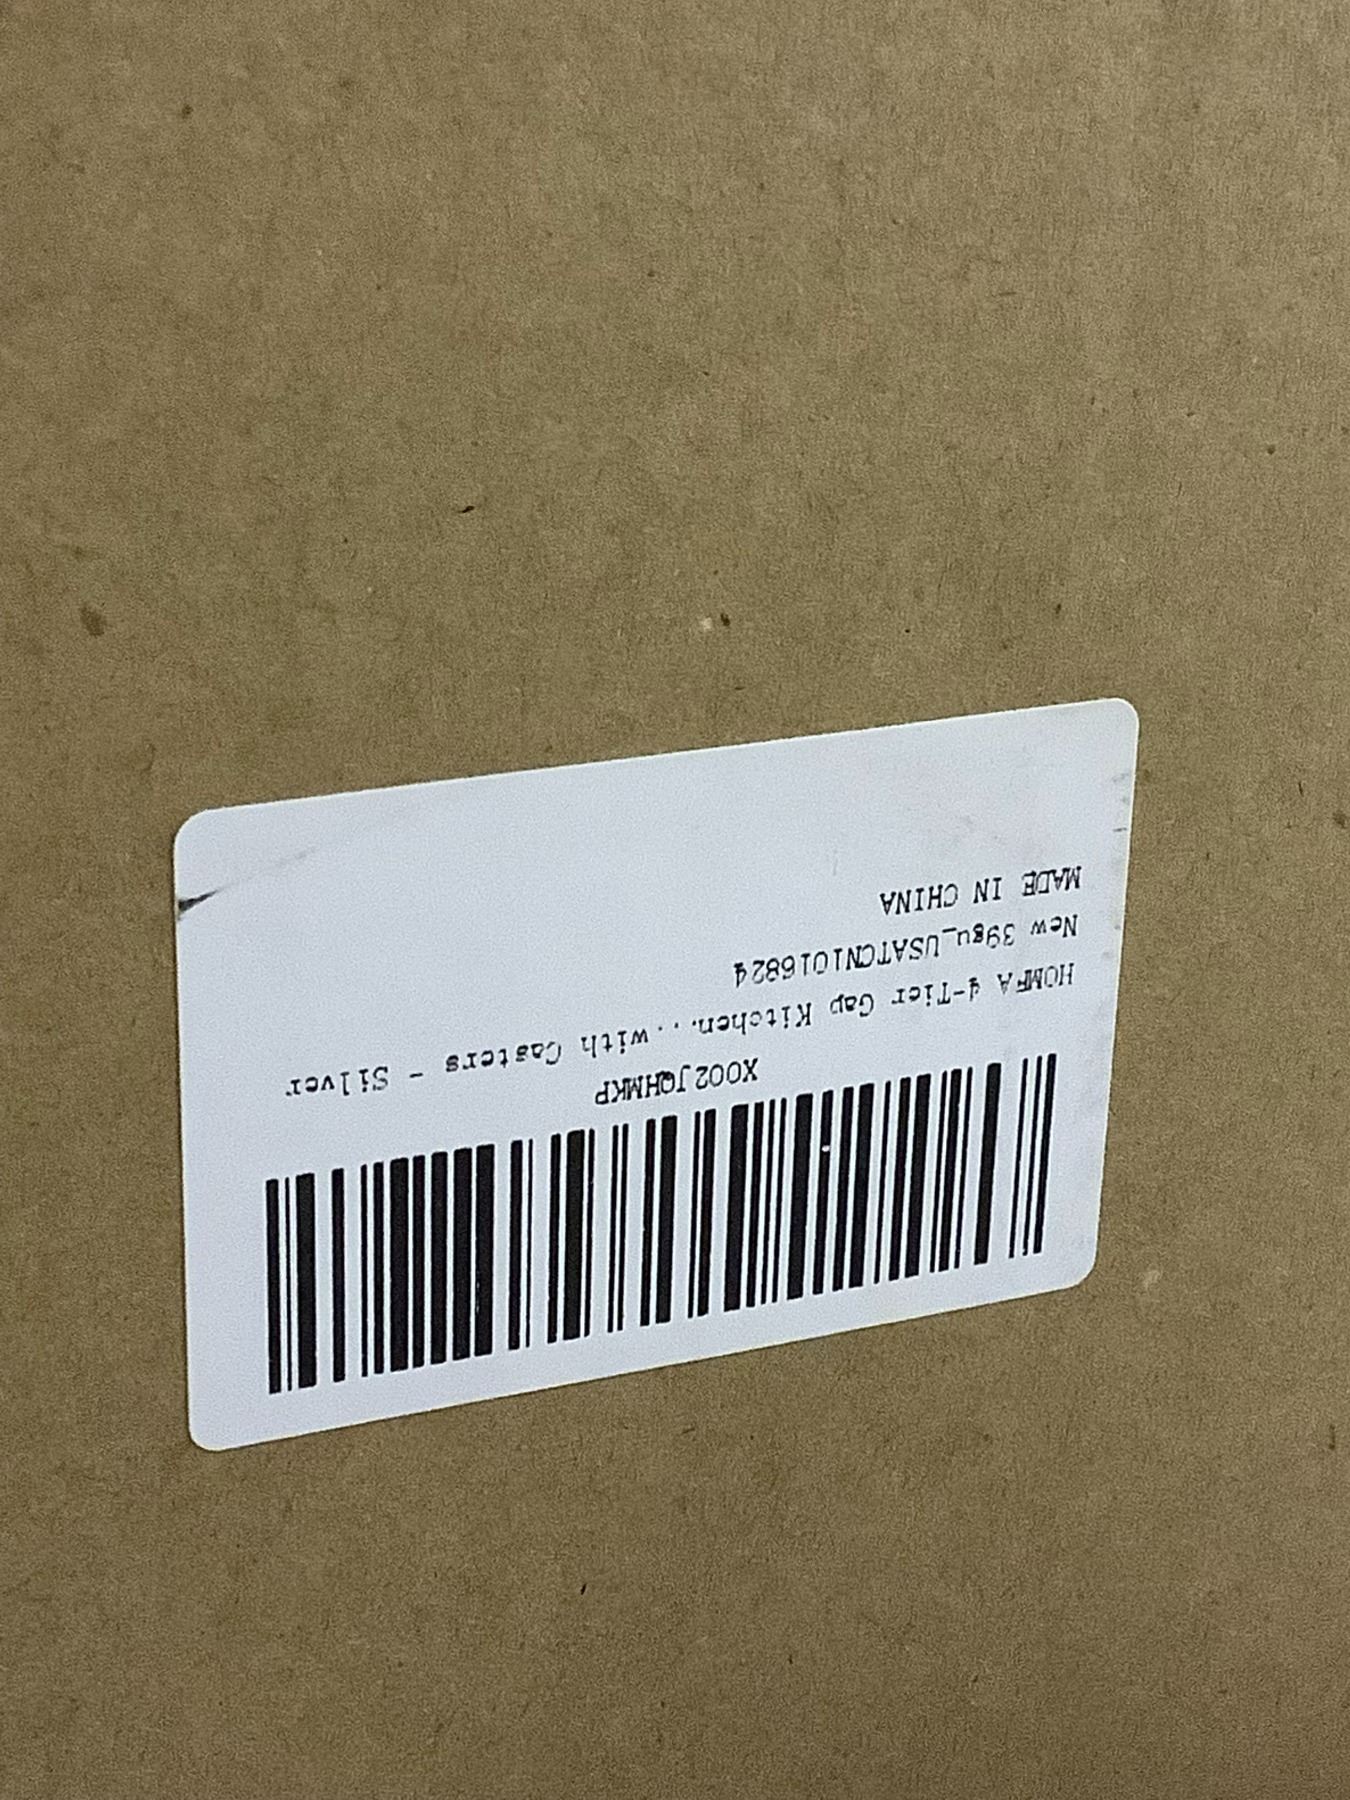 X002JQHMKP
HOMFA 4-Tier Gap Kitchen...with Casters - Silver
New 39gu_USATCN1016824
MADE IN CHINA